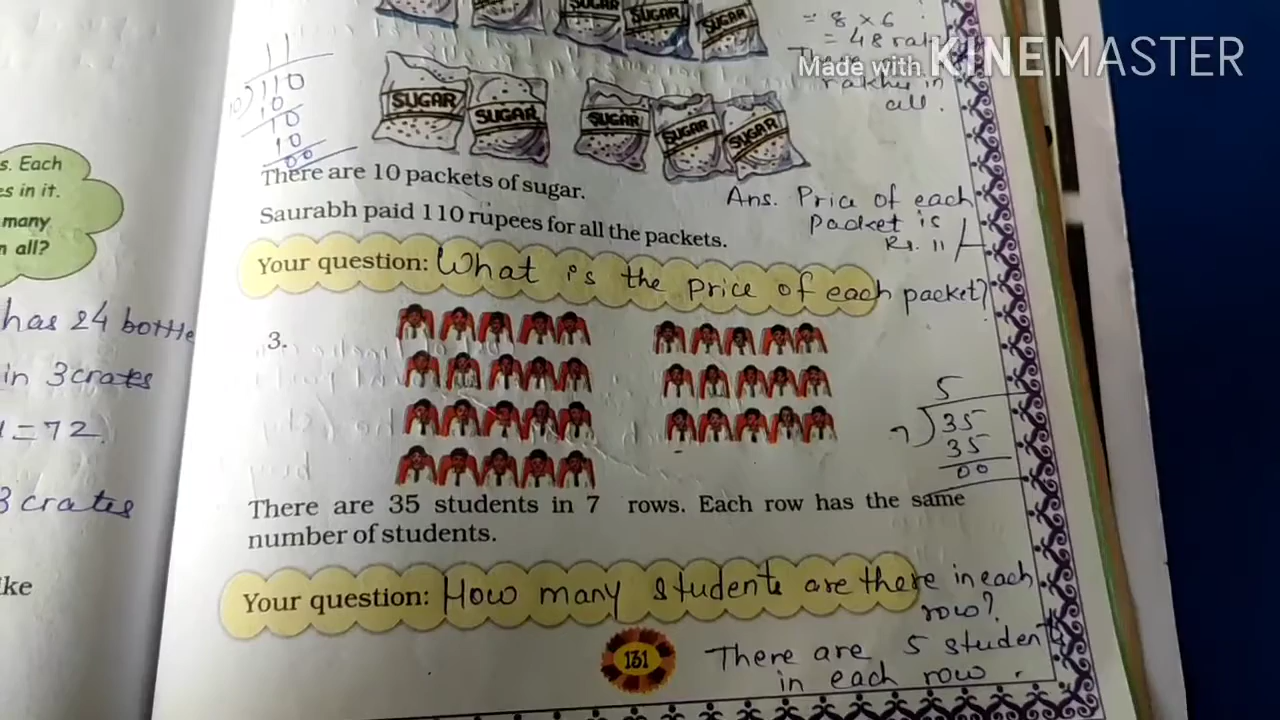 = 8 × 6
= 48
Made with KINEMASTER
rakhis in
all.
SUGAR SUGAR SUGAR
SUGAR SUGAR SUGAR SUGAR SUGAR
11
110
10
10
10
00
There are 10 packets of sugar.
Saurabh paid 110 rupees for all the packets.
Ans. Price of each
packet is
Rs. 11/-
Your question: What is the price of each packet?
s. Each
es in it.
many
n all?
has 24 bottle
in 3 crates
= 72
3 crates
ke
3.
5
7)35
35
00
There are 35 students in 7 rows. Each row has the same
number of students.
Your question: How many students are there in each
row?
131
There are 5 student
in each row.